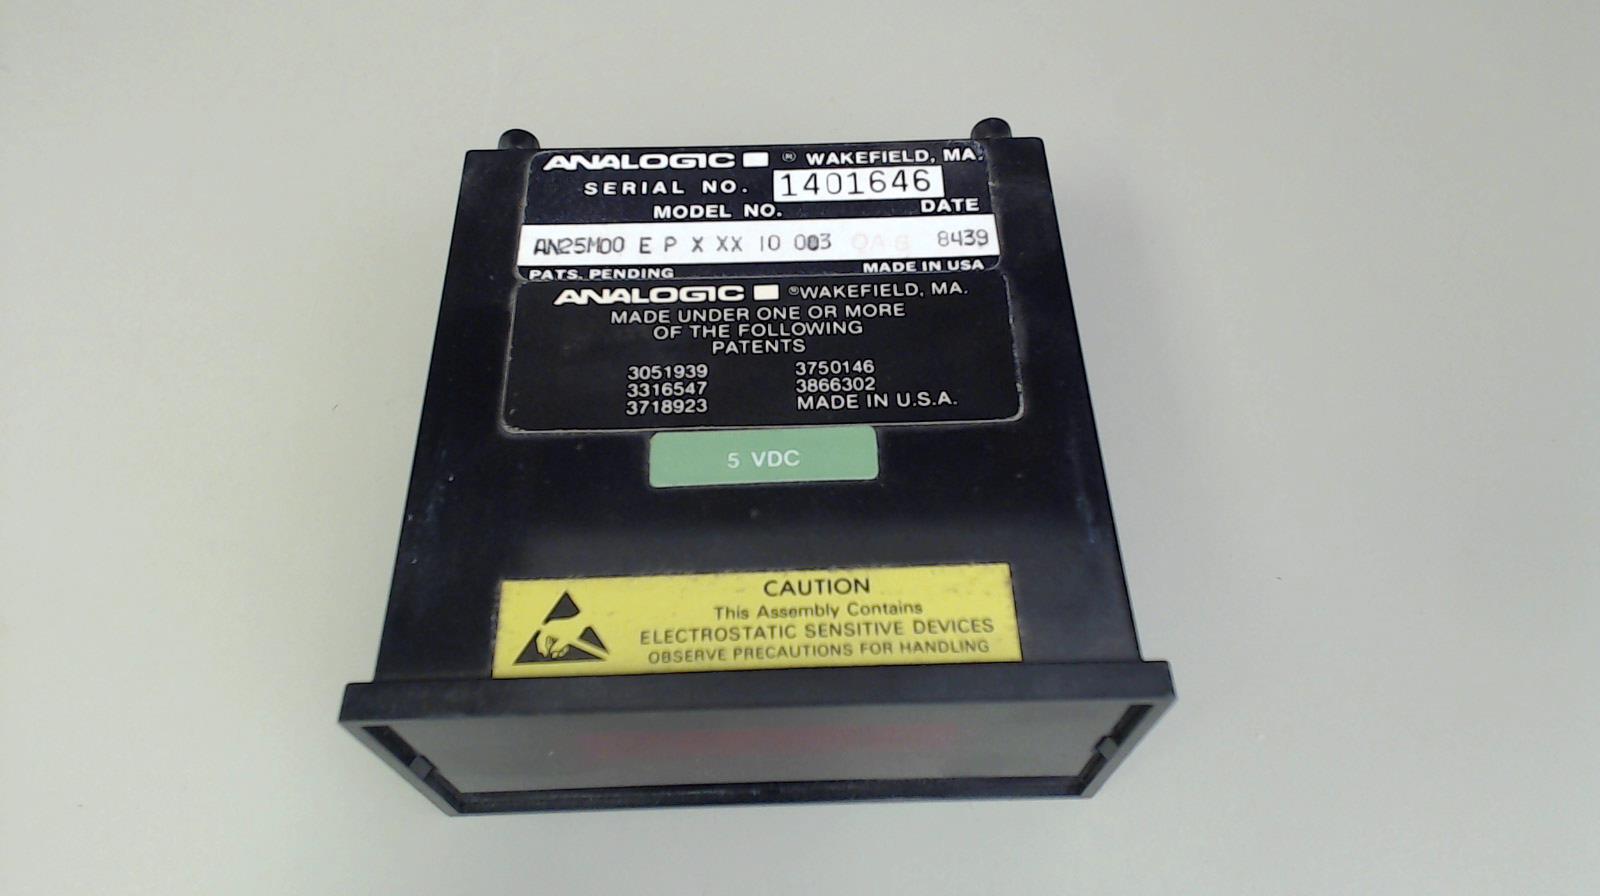 ANALOGIC ® WAKEFIELD, MA.
SERIAL NO. 1401646
MODEL NO. DATE
AN25M00 E P X XX 10 003 QA 8439
PATS. PENDING MADE IN USA
ANALOGIC ® WAKEFIELD, MA.
MADE UNDER ONE OR MORE
OF THE FOLLOWING
PATENTS
3051939 3750146
3316547 3866302
3718923 MADE IN U.S.A.
5 VDC
CAUTION
This Assembly Contains
ELECTROSTATIC SENSITIVE DEVICES
OBSERVE PRECAUTIONS FOR HANDLING